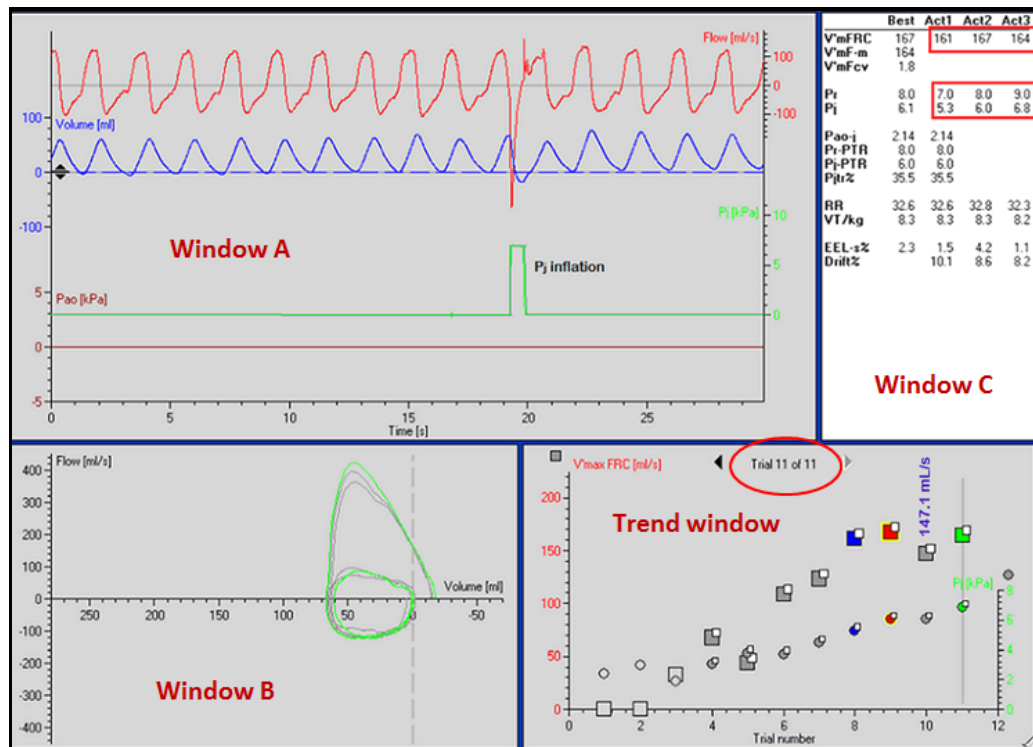 Flow [ml/s]
100
0
-100
Volume [ml]
100
0
-100
Window A
Pj [kPa]
10
5
0
Pj inflation
Pao [kPa]
5
0
-5
0 5 10 15 20 25
Time [s]
Best Act1 Act2 Act3
V'mFRC 167 161 167 164
V'mF-m 164
V'mFcv 1.8
Pr 8.0 7.0 8.0 9.0
Pj 6.1 5.3 6.0 6.8
Pao-j 2.14 2.14
Pr-PTR 8.0 8.0
Pj-PTR 6.0 6.0
Pjtr% 35.5 35.5
RR 32.6 32.6 32.8 32.3
VT/kg 8.3 8.3 8.3 8.2
EEL-s% 2.3 1.5 4.2 1.1
Drift% 10.1 8.6 8.2
Window C
Flow [ml/s]
400
300
200
100
0
-100
-200
-300
-400
250 200 150 100 50 0 -50
Volume [ml]
Window B
V'max FRC [ml/s]
Trial 11 of 11
Trend window
147.1 mL/s
200
150
100
50
0
Pj [kPa]
8
6
4
2
0
0 2 4 6 8 10 12
Trial number